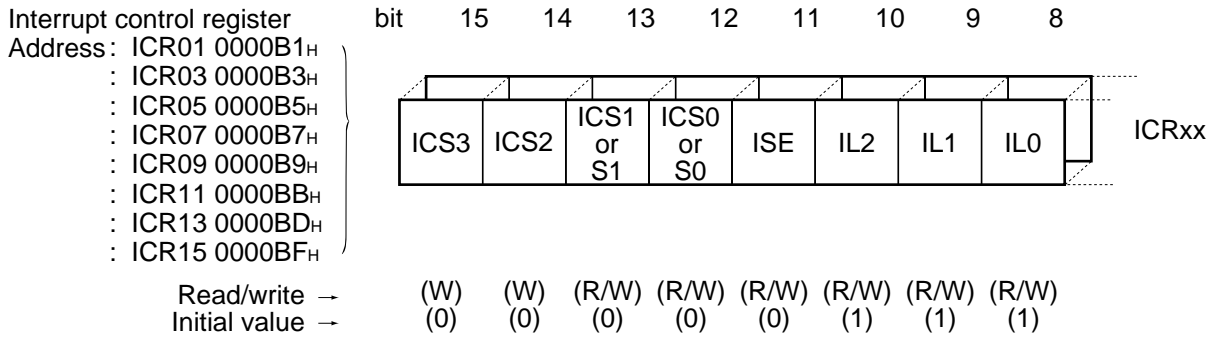 Interrupt control register bit 15 14 13 12 11 10 9 8
Address : ICR01 0000B1H
: ICR03 0000B3H
: ICR05 0000B5H
: ICR07 0000B7H
: ICR09 0000B9H
: ICR11 0000BBH
: ICR13 0000BDH
: ICR15 0000BFH
ICS3 ICS2 ICS1 or S1 ICS0 or S0 ISE IL2 IL1 IL0 ICRxx
Read/write → (W) (W) (R/W) (R/W) (R/W) (R/W) (R/W) (R/W)
Initial value → (0) (0) (0) (0) (0) (1) (1) (1)